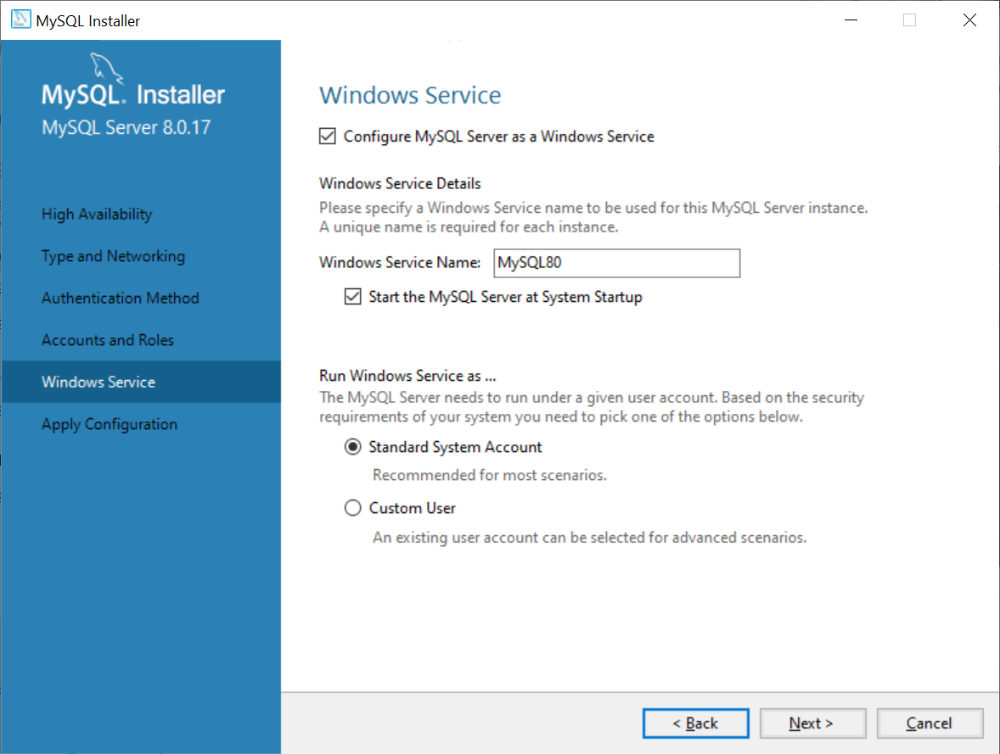 MySQL Installer
MySQL. Installer
MySQL Server 8.0.17
High Availability
Type and Networking
Authentication Method
Accounts and Roles
Windows Service
Apply Configuration
Windows Service
Configure MySQL Server as a Windows Service
Windows Service Details
Please specify a Windows Service name to be used for this MySQL Server instance.
A unique name is required for each instance.
Windows Service Name: MySQL80
Start the MySQL Server at System Startup
Run Windows Service as ...
The MySQL Server needs to run under a given user account. Based on the security
requirements of your system you need to pick one of the options below.
Standard System Account
Recommended for most scenarios.
Custom User
An existing user account can be selected for advanced scenarios.
< Back Next > Cancel